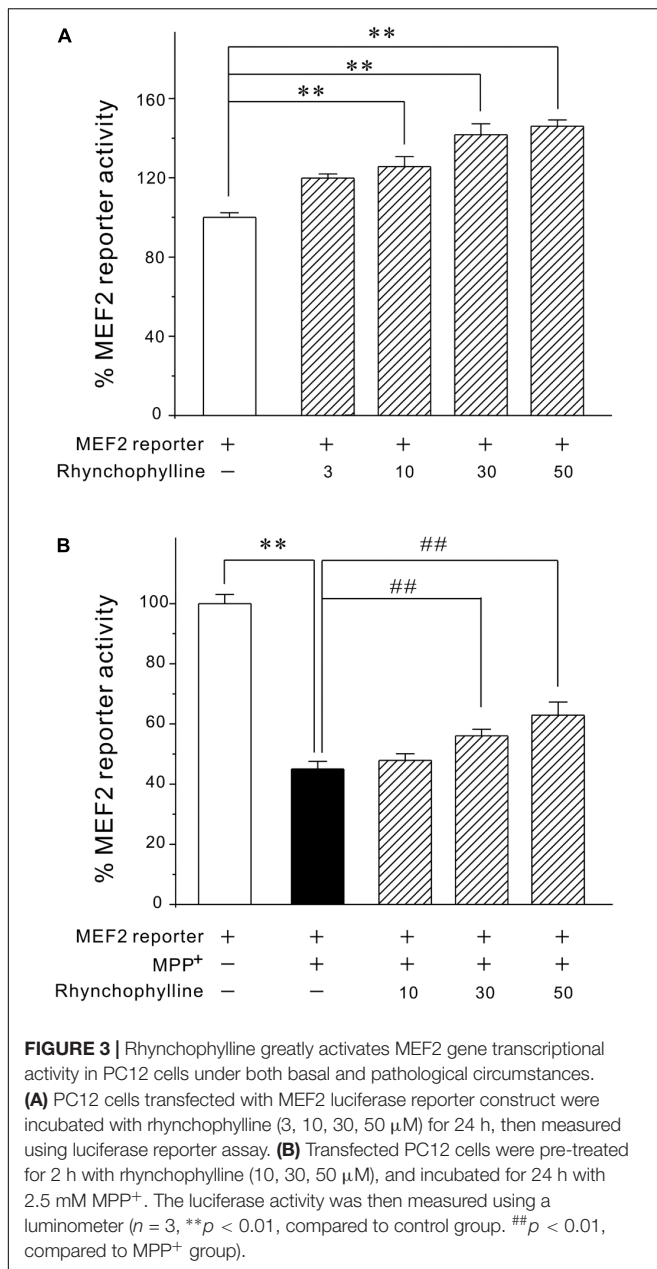 A
**
**
**
160
120
80
40
0
% MEF2 reporter activity
MEF2 reporter + + + + +
Rhynchophylline − 3 10 30 50
B
** ##
##
100
80
60
40
20
0
% MEF2 reporter activity
MEF2 reporter + + + + +
MPP⁺ − + + + +
Rhynchophylline − − 10 30 50
FIGURE 3 | Rhynchophylline greatly activates MEF2 gene transcriptional
activity in PC12 cells under both basal and pathological circumstances.
(A) PC12 cells transfected with MEF2 luciferase reporter construct were
incubated with rhynchophylline (3, 10, 30, 50 μM) for 24 h, then measured
using luciferase reporter assay. (B) Transfected PC12 cells were pre-treated
for 2 h with rhynchophylline (10, 30, 50 μM), and incubated for 24 h with
2.5 mM MPP⁺. The luciferase activity was then measured using a
luminometer (n = 3, **p < 0.01, compared to control group. ##p < 0.01,
compared to MPP⁺ group).